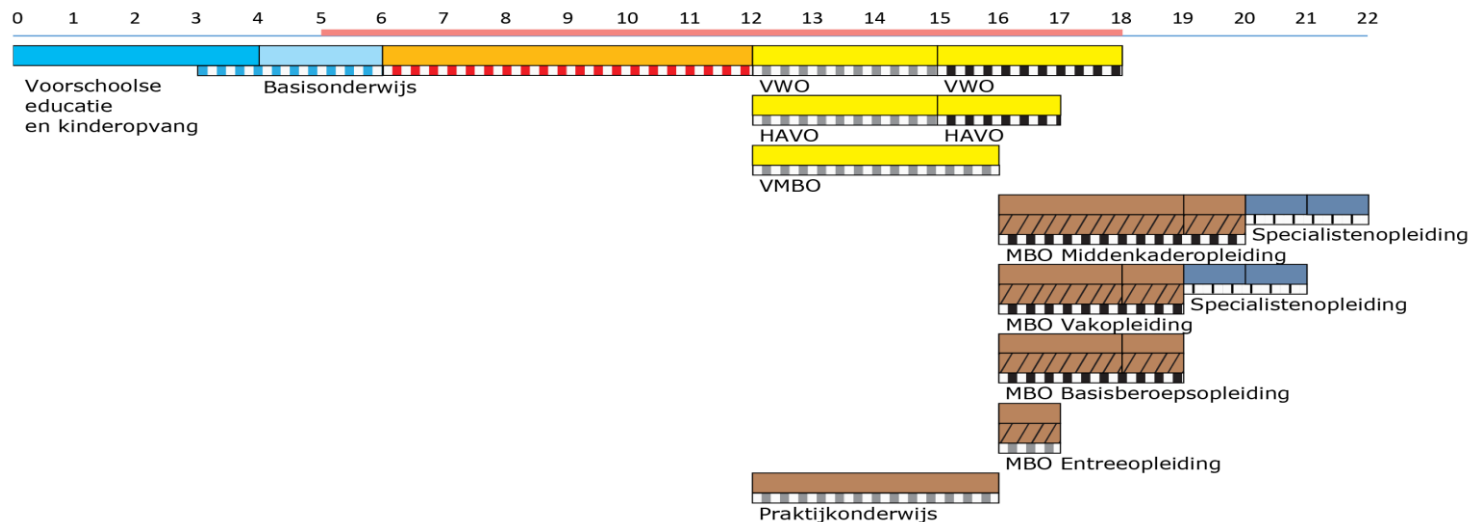 0 1 2 3 4 5 6 7 8 9 10 11 12 13 14 15 16 17 18 19 20 21 22
Voorschoolse
educatie
en kinderopvang
Basisonderwijs
VWO VWO
HAVO HAVO
VMBO
Specialistenopleiding
MBO Middenkaderopleiding
Specialistenopleiding
MBO Vakopleiding
MBO Basisberoepsopleiding
MBO Entreeopleiding
Praktijkonderwijs